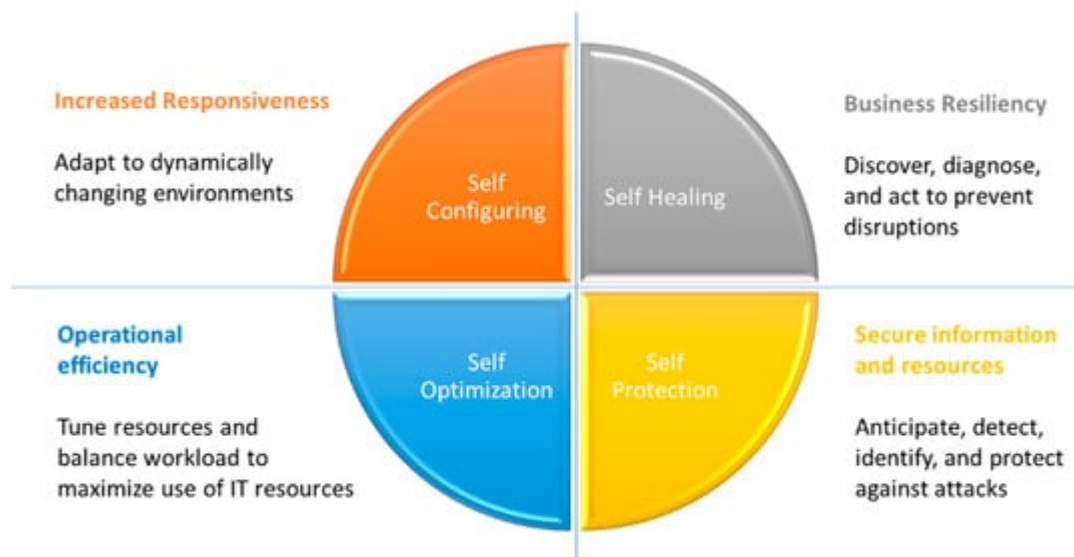 Increased Responsiveness
Adapt to dynamically
changing environments
Self
Configuring
Self Healing
Business Resiliency
Discover, diagnose,
and act to prevent
disruptions
Operational
efficiency
Tune resources and
balance workload to
maximize use of IT resources
Self
Optimization
Self
Protection
Secure information
and resources
Anticipate, detect,
identify, and protect
against attacks